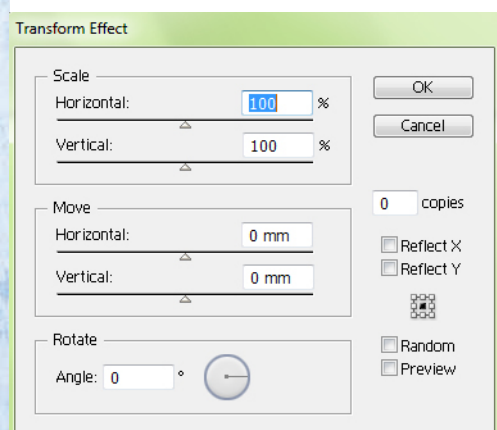 Transform Effect
Scale
Horizontal: 100 %
Vertical: 100 %
OK
Cancel
Move
Horizontal: 0 mm
Vertical: 0 mm
0 copies
Reflect X
Reflect Y
Rotate
Angle: 0 °
Random
Preview